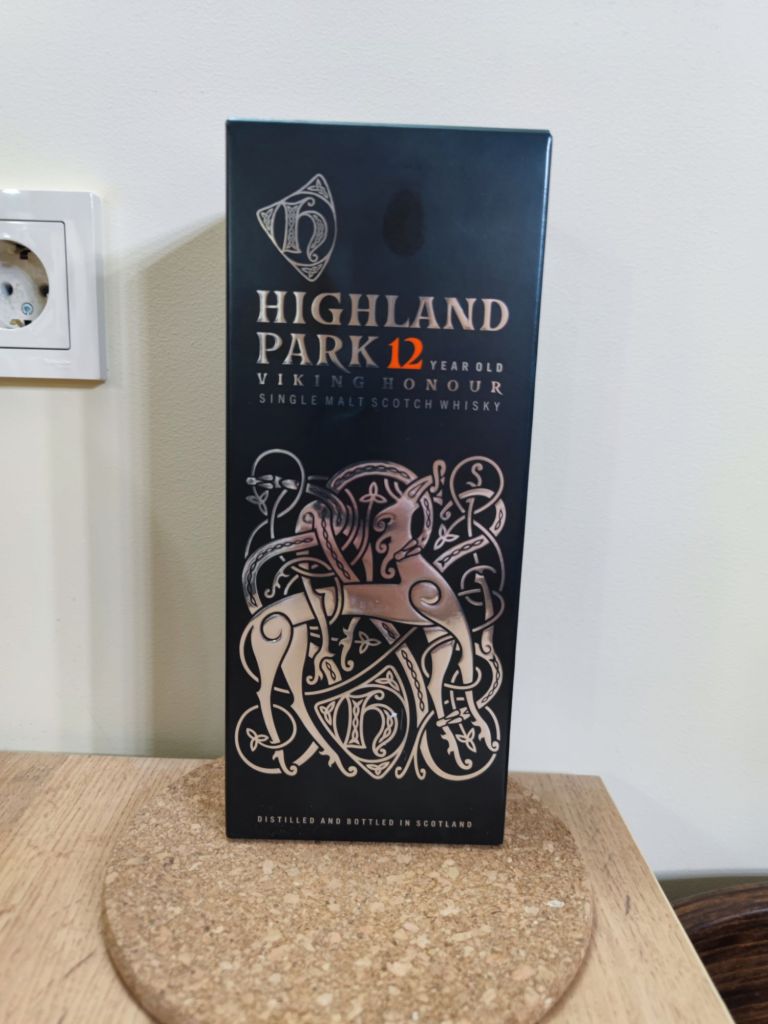 H
HIGHLAND
PARK 12 YEAR OLD
VIKING HONOUR
SINGLE MALT SCOTCH WHISKY
H
DISTILLED AND BOTTLED IN SCOTLAND